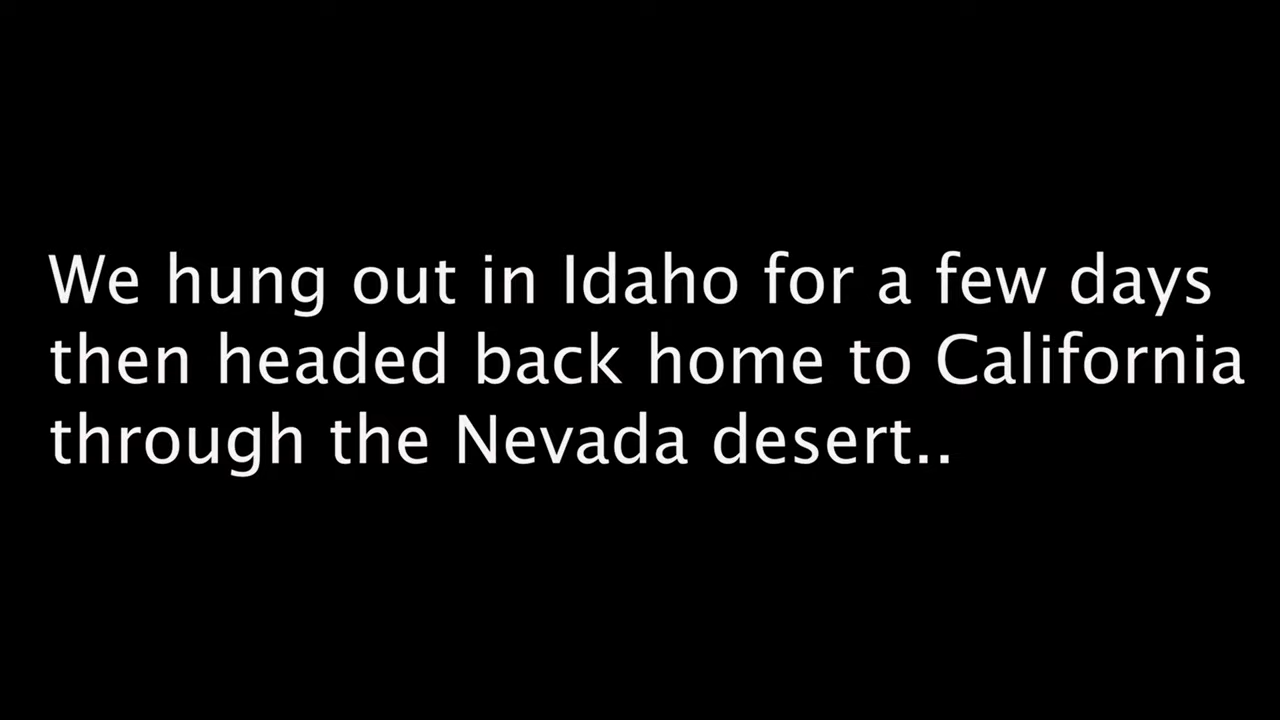 We hung out in Idaho for a few days
then headed back home to California
through the Nevada desert..